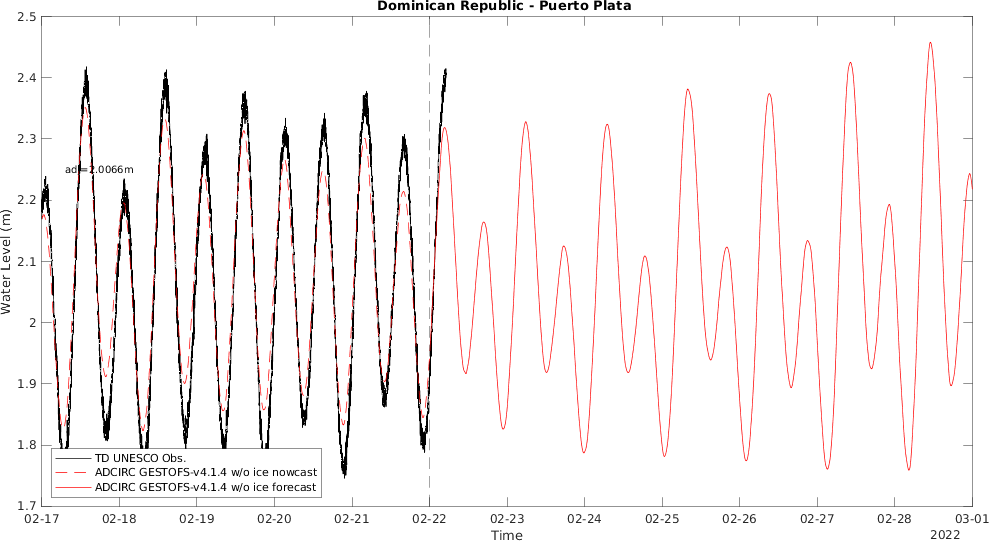 Dominican Republic - Puerto Plata
2.5
2.4
2.3
2.2
2.1
2
1.9
1.8
1.7
Water Level (m)
adj=2.0066m
TD UNESCO Obs.
ADCIRC GESTOFS-v4.1.4 w/o ice nowcast
ADCIRC GESTOFS-v4.1.4 w/o ice forecast
02-17 02-18 02-19 02-20 02-21 02-22 02-23 02-24 02-25 02-26 02-27 02-28 03-01
Time
2022